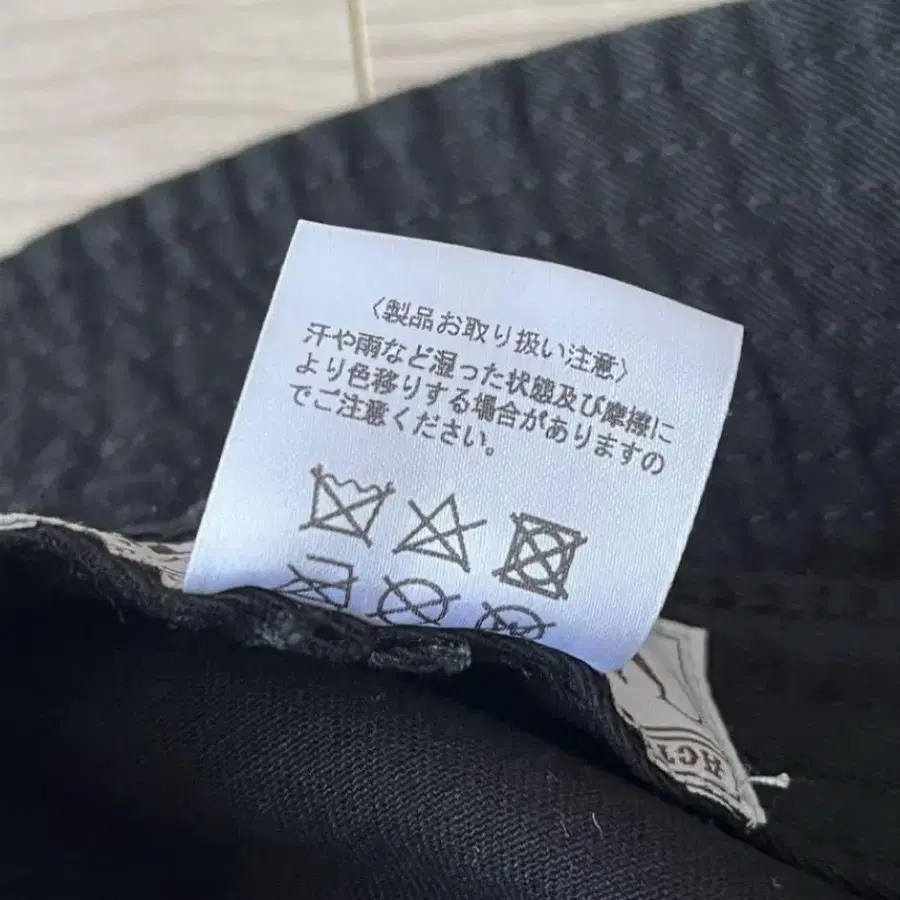 〈製品お取り扱い注意〉
汗や雨など湿った状態及び摩擦に
より色移りする場合がありますの
でご注意ください。